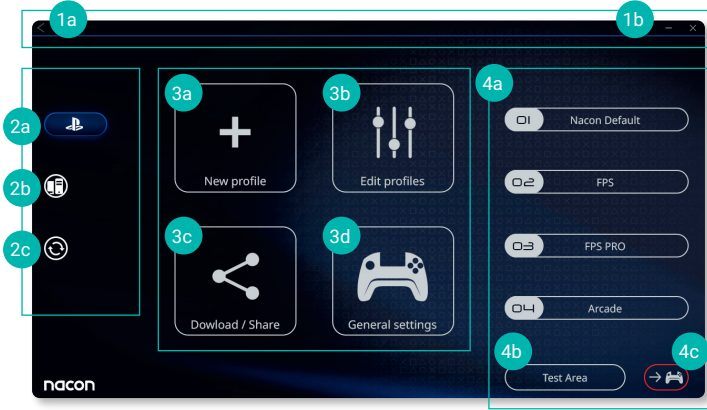 1a
1b
2a
2b
2c
3a
New profile
3b
Edit profiles
3c
Dowload / Share
3d
General settings
4a
01 Nacon Default
02 FPS
03 FPS PRO
04 Arcade
4b
Test Area
4c
nacon